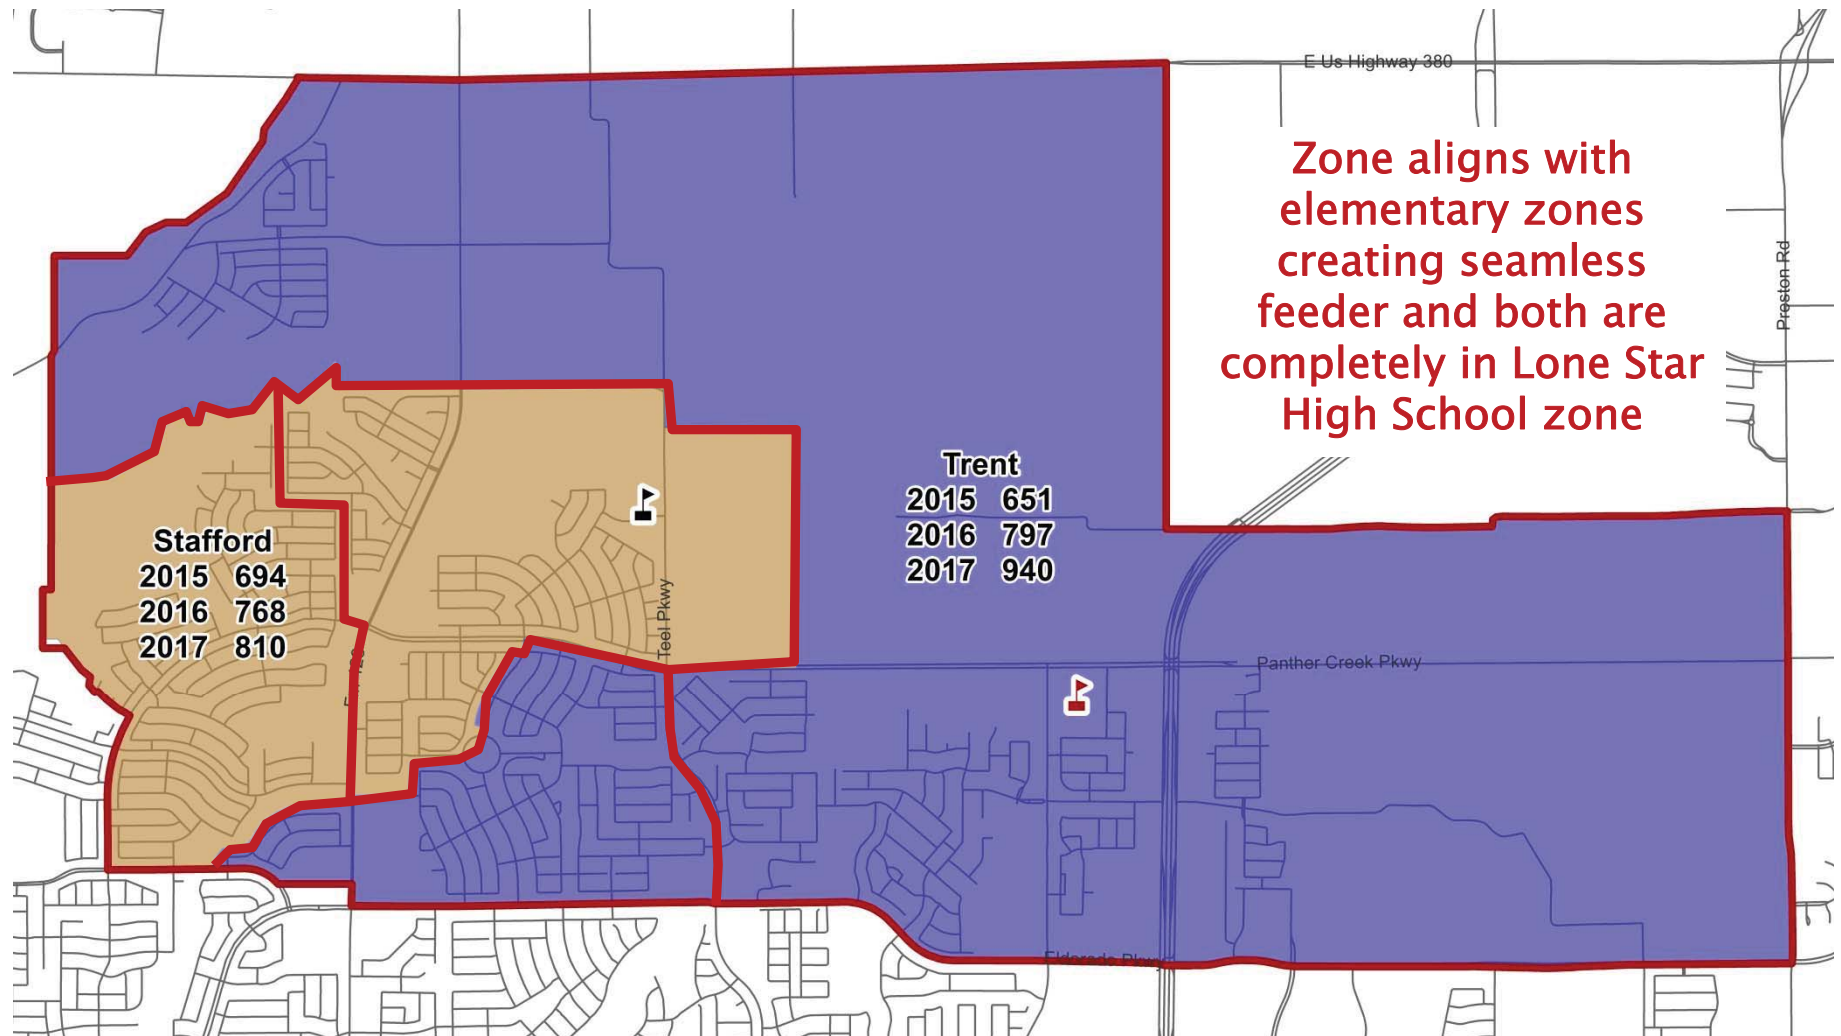 E Us Highway 380
Zone aligns with
elementary zones
creating seamless
feeder and both are
completely in Lone Star
High School zone
Preston Rd
Trent
2015 651
2016 797
2017 940
Stafford
2015 694
2016 768
2017 810
Teel Pkwy
Panther Creek Pkwy
Eldorado Pkwy